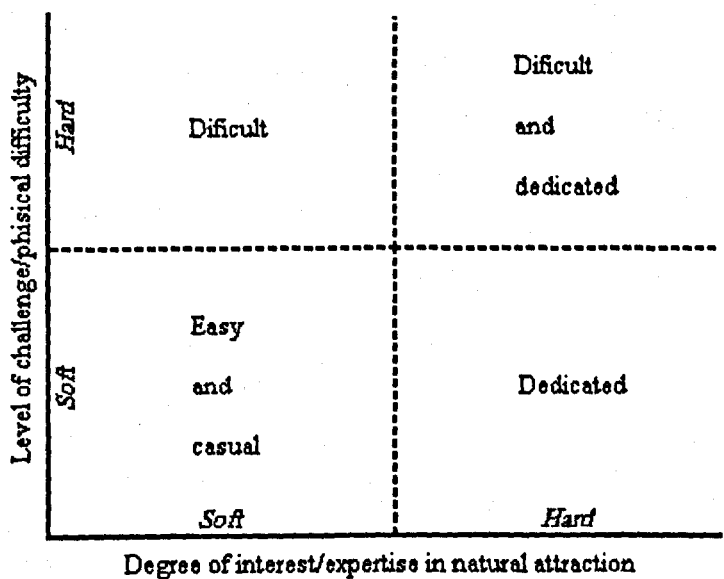 Level of challenge/phisical difficulty
Hard
Soft
Dificult
Dificult
and
dedicated
Easy
and
casual
Dedicated
Soft
Hard
Degree of interest/expertise in natural attraction